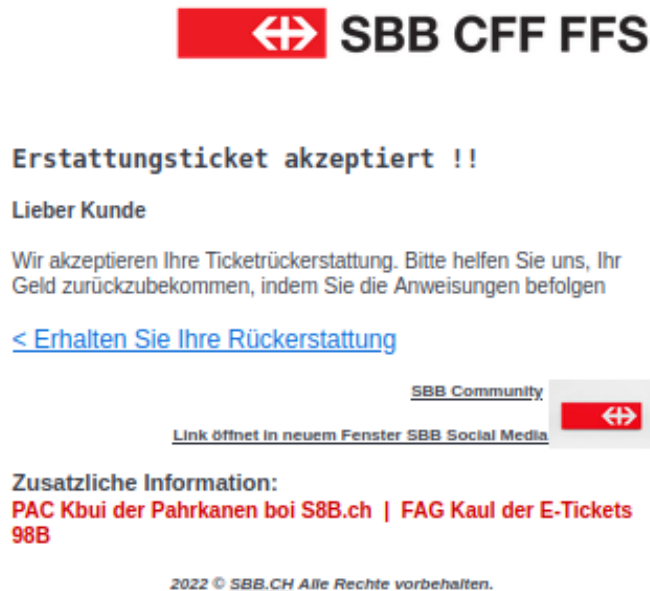 SBB CFF FFS
Erstattungsticket akzeptiert !!
Lieber Kunde
Wir akzeptieren Ihre Ticketrückerstattung. Bitte helfen Sie uns, Ihr
Geld zurückzubekommen, indem Sie die Anweisungen befolgen
< Erhalten Sie Ihre Rückerstattung
SBB Community
Link öffnet in neuem Fenster SBB Social Media
Zusatzliche Information:
PAC Kbui der Pahrkanen boi S8B.ch | FAG Kaul der E-Tickets
98B
2022 © SBB.CH Alle Rechte vorbehalten.